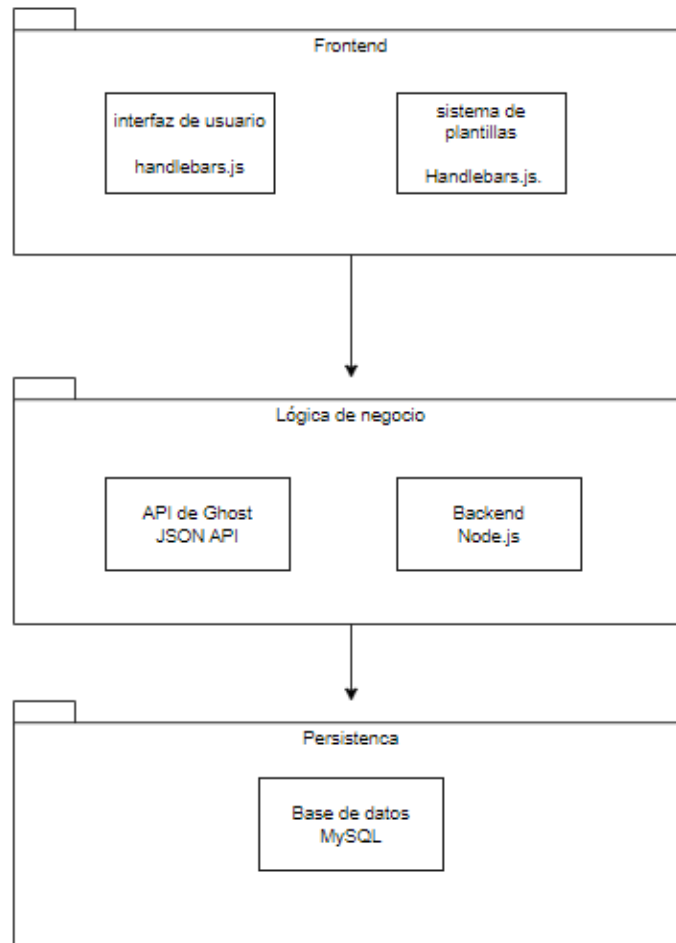 Frontend
interfaz de usuario
handlebars.js
sistema de
plantillas
Handlebars.js.
Lógica de negocio
API de Ghost
JSON API
Backend
Node.js
Persistenca
Base de datos
MySQL